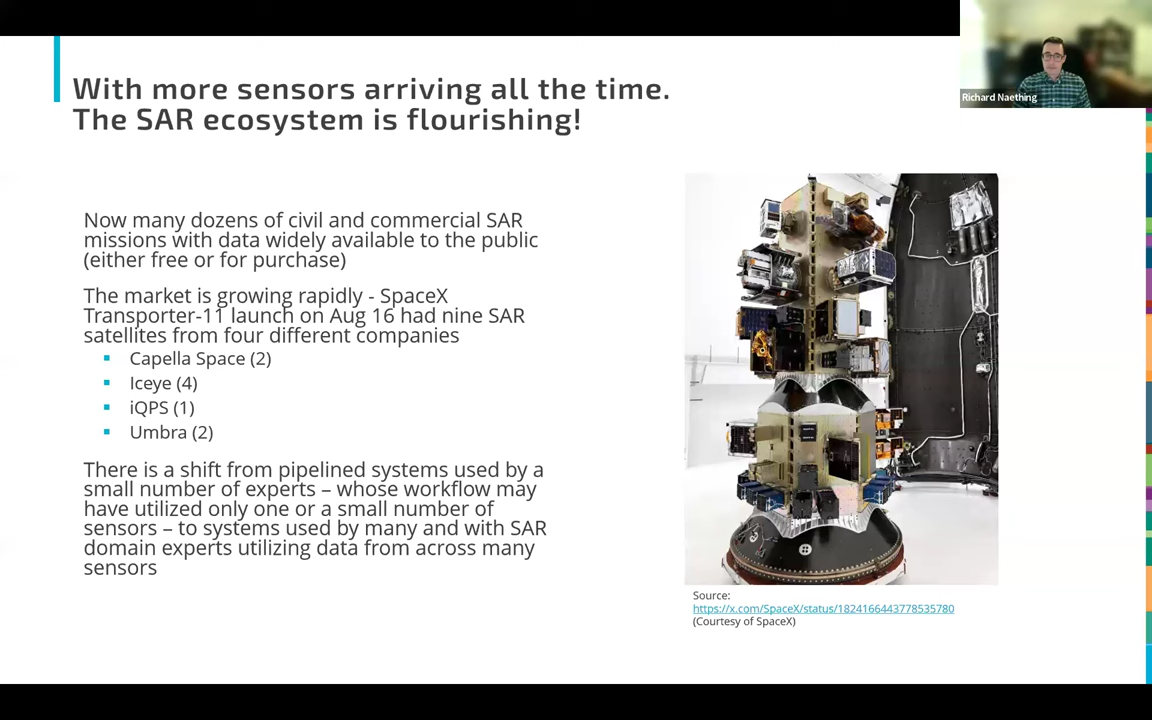 With more sensors arriving all the time.
The SAR ecosystem is flourishing!
Richard Naething
Now many dozens of civil and commercial SAR
missions with data widely available to the public
(either free or for purchase)
The market is growing rapidly - SpaceX
Transporter-11 launch on Aug 16 had nine SAR
satellites from four different companies
▪ Capella Space (2)
▪ Iceye (4)
▪ iQPS (1)
▪ Umbra (2)
There is a shift from pipelined systems used by a
small number of experts – whose workflow may
have utilized only one or a small number of
sensors – to systems used by many and with SAR
domain experts utilizing data from across many
sensors
Source:
https://x.com/SpaceX/status/1824166443778535780
(Courtesy of SpaceX)